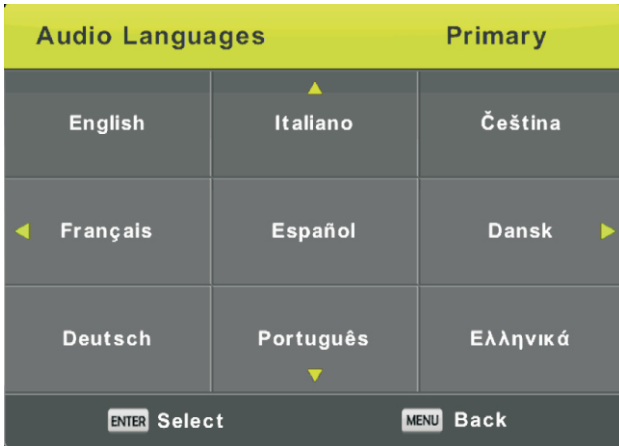 Audio Languages Primary
English Italiano Čeština
Français Español Dansk
Deutsch Português Ελληνικά
ENTER Select MENU Back